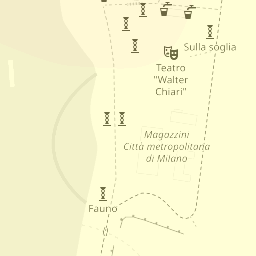 Sulla soglia
Teatro
"Walter
Chiari"
Magazzini
Città metropolitana
di Milano
Fauno